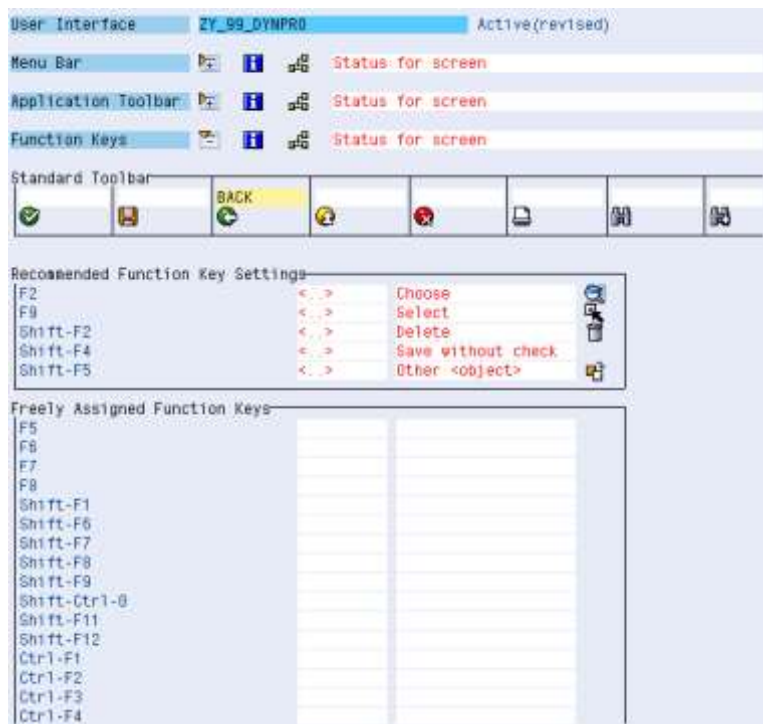 User Interface ZY_99_DYNPRO Active(revised)
Menu Bar Status for screen
Application Toolbar Status for screen
Function Keys Status for screen
Standard Toolbar
BACK
Recommended Function Key Settings
F2 <..> Choose
F9 <..> Select
Shift-F2 <..> Delete
Shift-F4 <..> Save without check
Shift-F5 <..> Other <object>
Freely Assigned Function Keys
F5
F6
F7
F8
Shift-F1
Shift-F6
Shift-F7
Shift-F8
Shift-F9
Shift-Ctrl-0
Shift-F11
Shift-F12
Ctrl-F1
Ctrl-F2
Ctrl-F3
Ctrl-F4